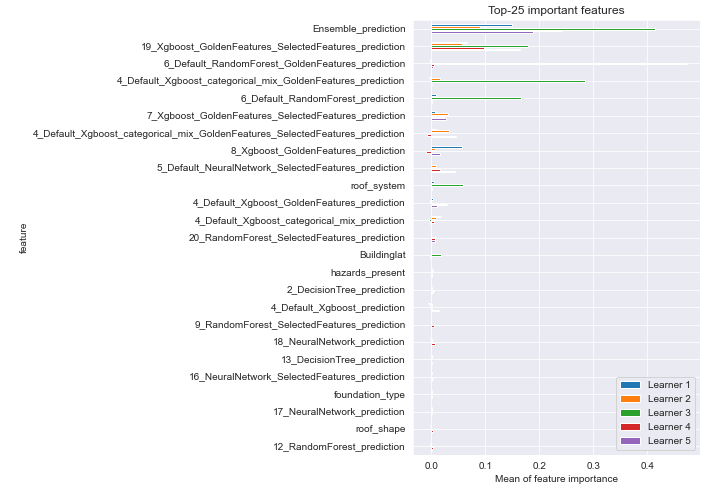 Top-25 important features
Ensemble_prediction
19_Xgboost_GoldenFeatures_SelectedFeatures_prediction
6_Default_RandomForest_GoldenFeatures_prediction
4_Default_Xgboost_categorical_mix_GoldenFeatures_prediction
6_Default_RandomForest_prediction
7_Xgboost_GoldenFeatures_SelectedFeatures_prediction
4_Default_Xgboost_categorical_mix_GoldenFeatures_SelectedFeatures_prediction
8_Xgboost_GoldenFeatures_prediction
5_Default_NeuralNetwork_SelectedFeatures_prediction
roof_system
4_Default_Xgboost_GoldenFeatures_prediction
4_Default_Xgboost_categorical_mix_prediction
20_RandomForest_SelectedFeatures_prediction
Buildinglat
hazards_present
2_DecisionTree_prediction
4_Default_Xgboost_prediction
9_RandomForest_SelectedFeatures_prediction
18_NeuralNetwork_prediction
13_DecisionTree_prediction
16_NeuralNetwork_SelectedFeatures_prediction
foundation_type
17_NeuralNetwork_prediction
roof_shape
12_RandomForest_prediction
feature
Learner 1
Learner 2
Learner 3
Learner 4
Learner 5
0.0 0.1 0.2 0.3 0.4
Mean of feature importance